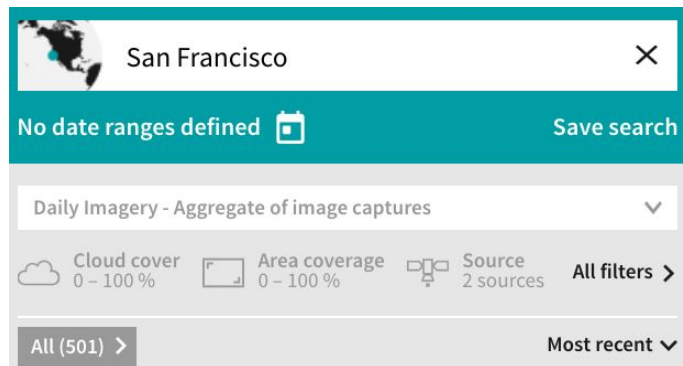 San Francisco
No date ranges defined Save search
Daily Imagery - Aggregate of image captures
Cloud cover Area coverage Source
0 – 100 % 0 – 100 % 2 sources All filters
All (501) Most recent